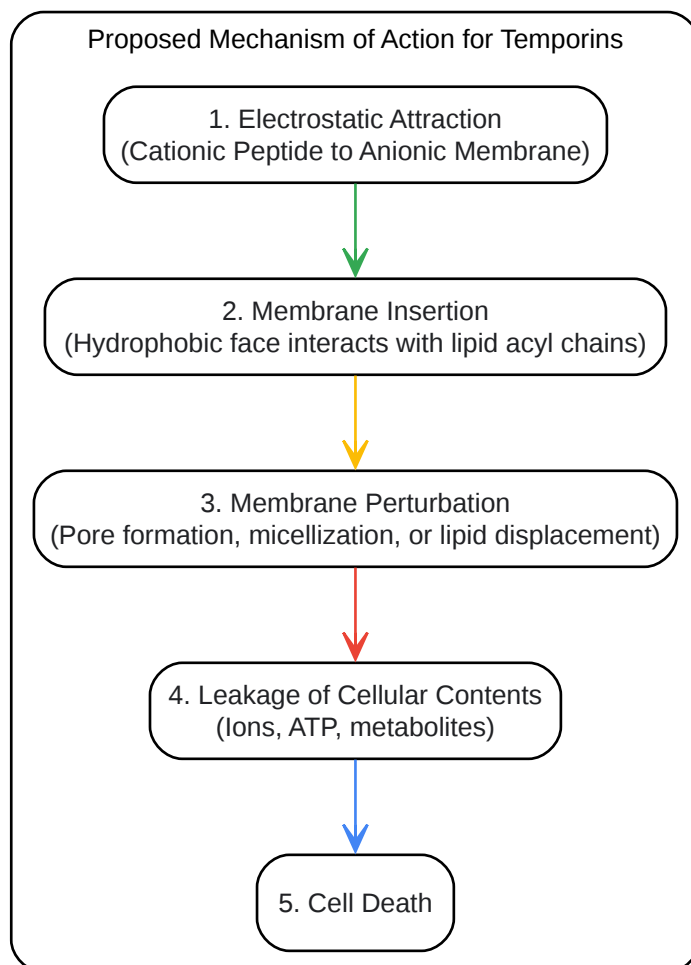 Proposed Mechanism of Action for Temporins
1. Electrostatic Attraction
(Cationic Peptide to Anionic Membrane)
2. Membrane Insertion
(Hydrophobic face interacts with lipid acyl chains)
3. Membrane Perturbation
(Pore formation, micellization, or lipid displacement)
4. Leakage of Cellular Contents
(Ions, ATP, metabolites)
5. Cell Death